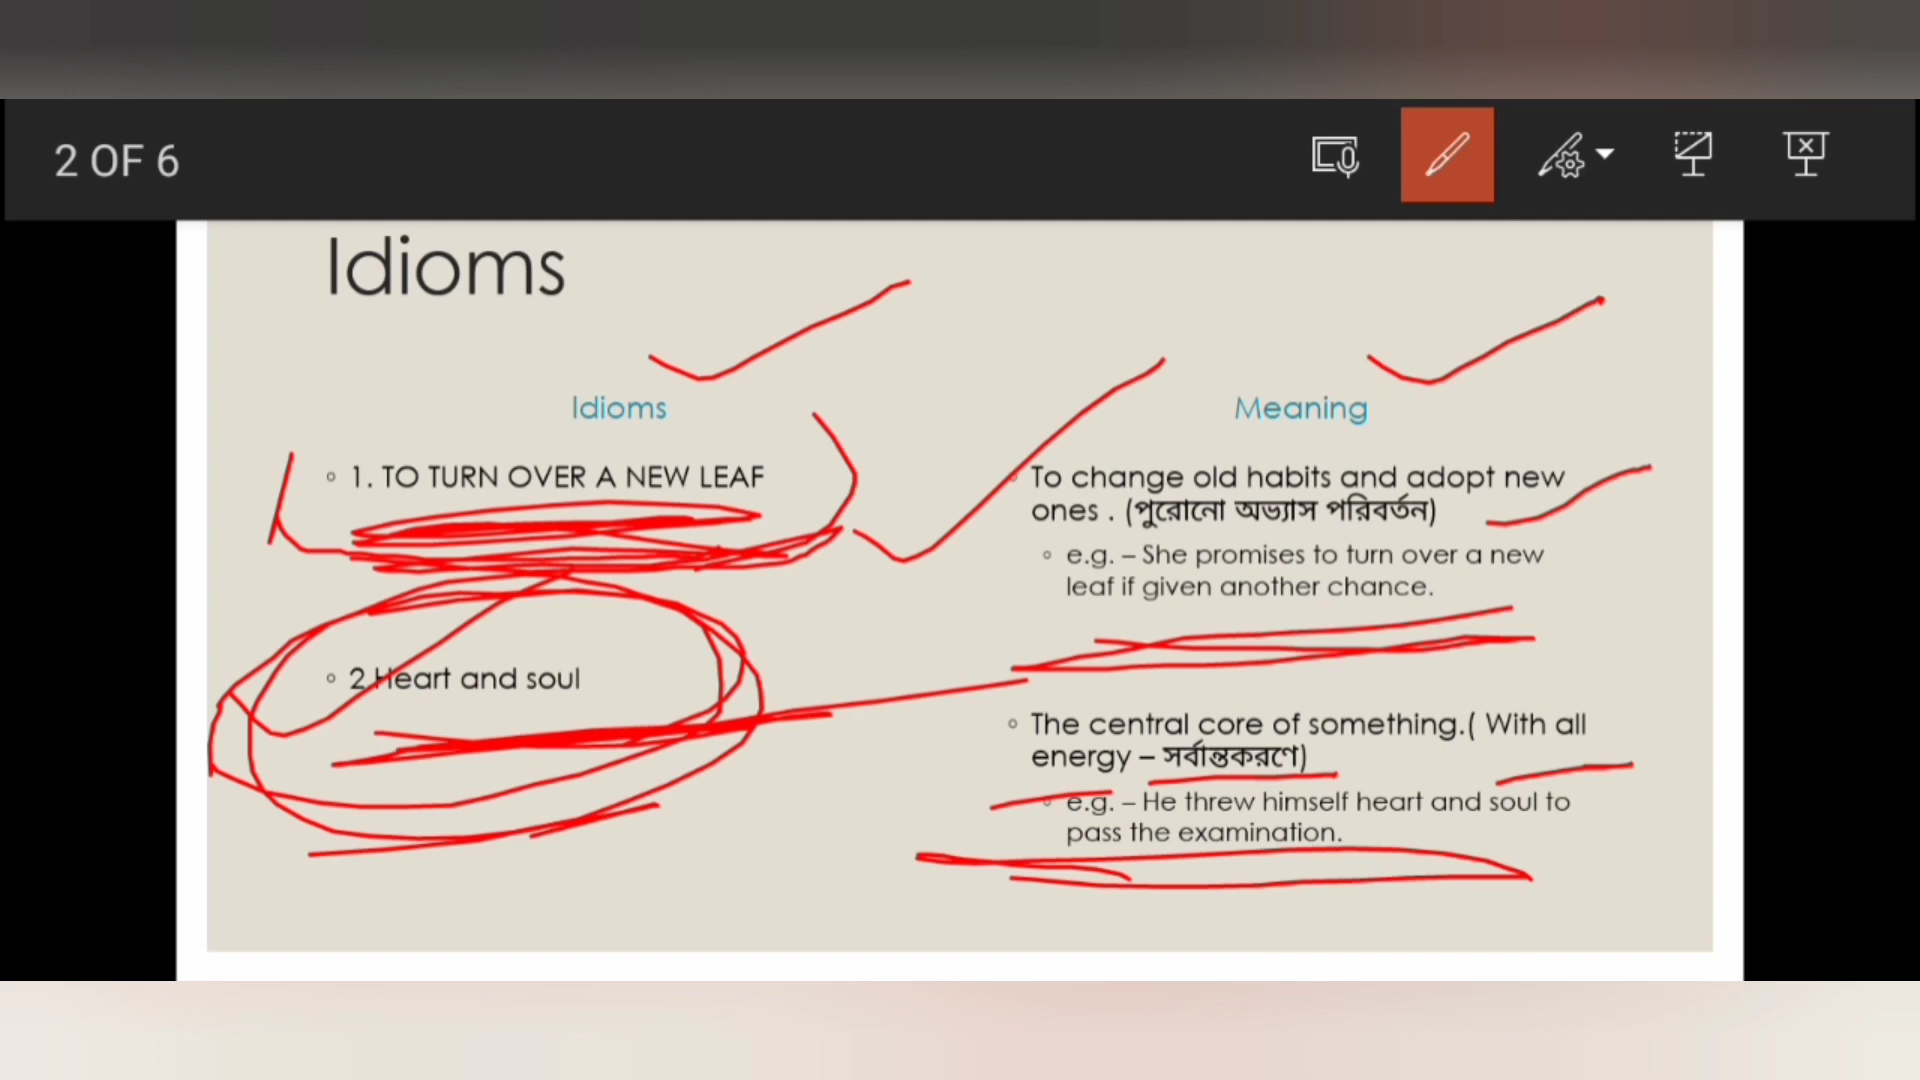 2 OF 6
Idioms
Idioms
1. TO TURN OVER A NEW LEAF
2 Heart and soul
Meaning
To change old habits and adopt new
ones . (পুরোনো অভ্যাস পরিবর্তন)
e.g. – She promises to turn over a new
leaf if given another chance.
The central core of something.( With all
energy – সর্বান্তকরণে)
e.g. – He threw himself heart and soul to
pass the examination.